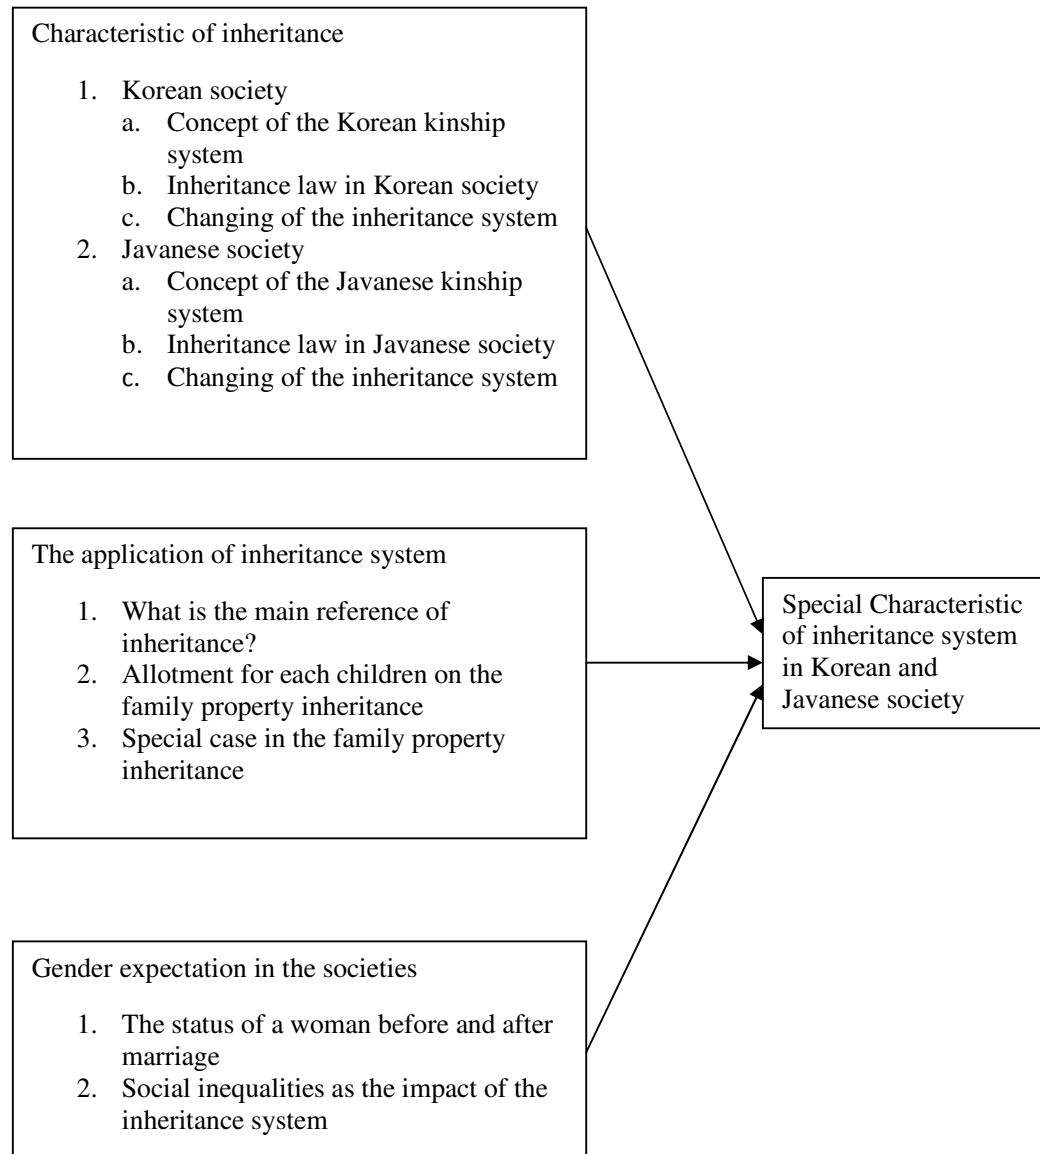 Characteristic of inheritance
1. Korean society
a. Concept of the Korean kinship
system
b. Inheritance law in Korean society
c. Changing of the inheritance system
2. Javanese society
a. Concept of the Javanese kinship
system
b. Inheritance law in Javanese society
c. Changing of the inheritance system
The application of inheritance system
1. What is the main reference of
inheritance?
2. Allotment for each children on the
family property inheritance
3. Special case in the family property
inheritance
Special Characteristic
of inheritance system
in Korean and
Javanese society
Gender expectation in the societies
1. The status of a woman before and after
marriage
2. Social inequalities as the impact of the
inheritance system